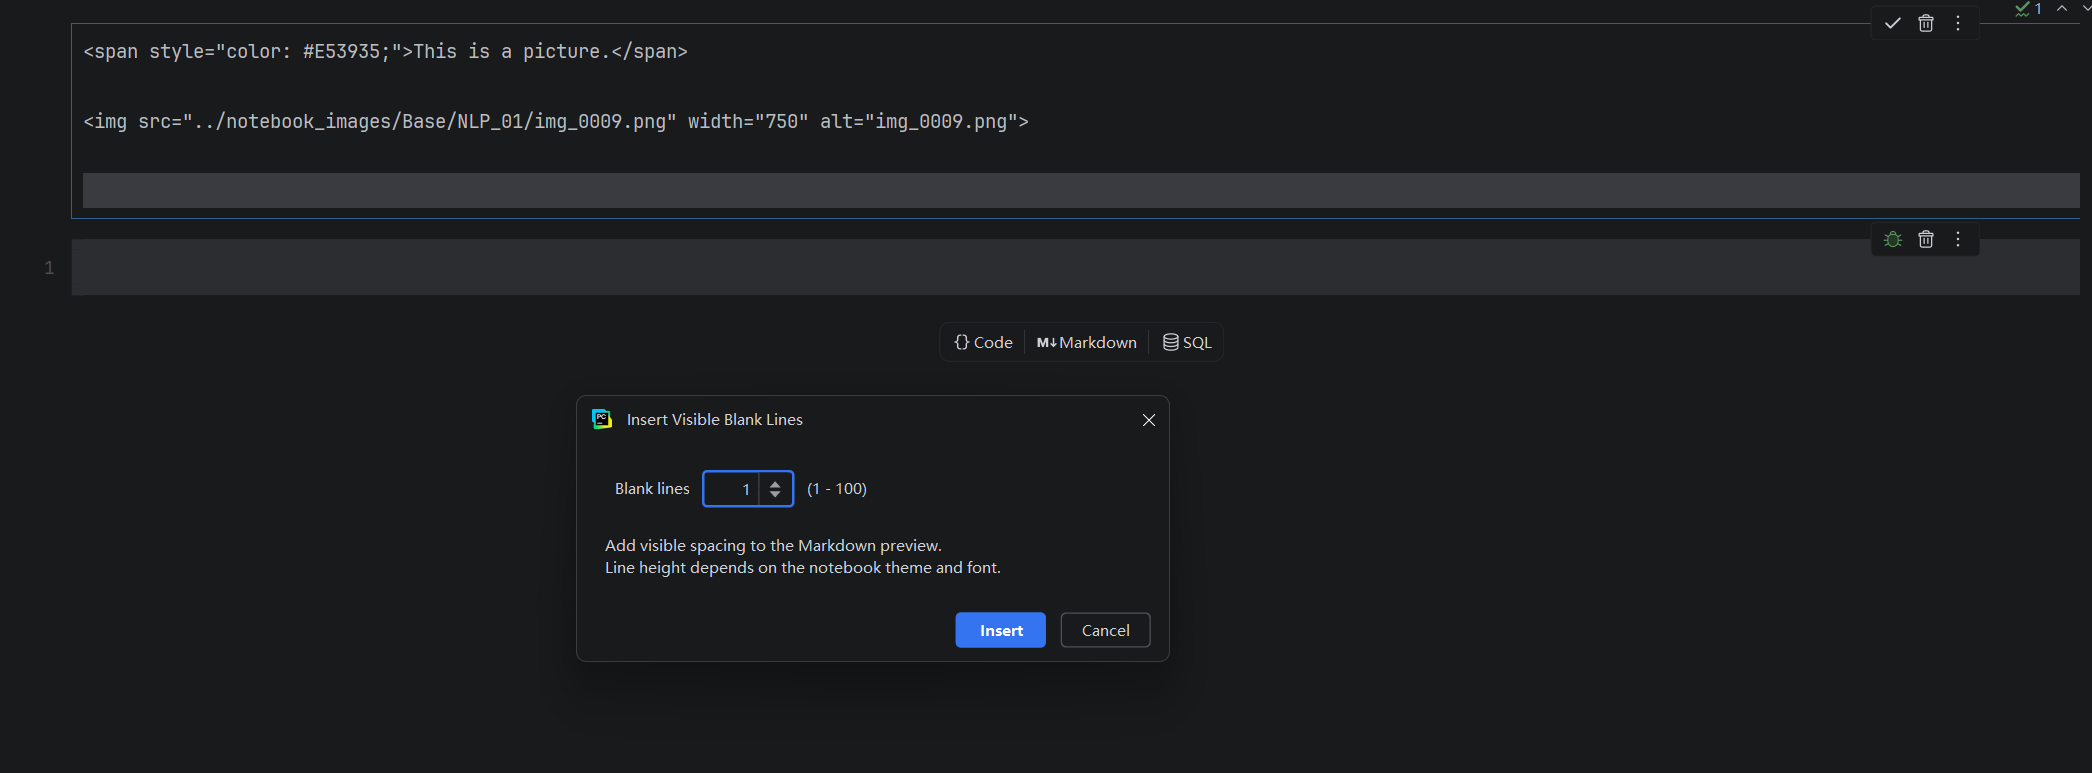 1
<span style="color: #E53935;">This is a picture.</span>
<img src="../notebook_images/Base/NLP_01/img_0009.png" width="750" alt="img_0009.png">
1
{} Code
M↓ Markdown
SQL
PC
Insert Visible Blank Lines
Blank lines 1 (1 - 100)
Add visible spacing to the Markdown preview.
Line height depends on the notebook theme and font.
Insert Cancel